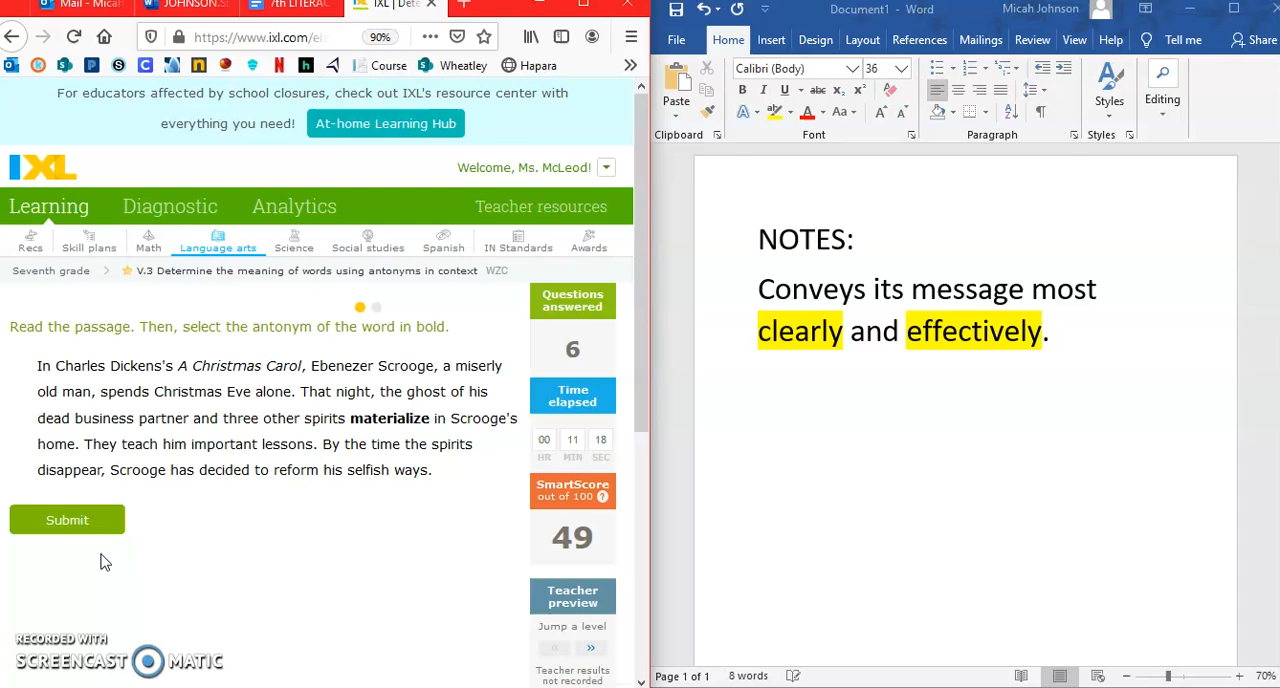 Mail - Micah
JOHNSON.S
7th LITERAC
IXL | Dete
https://www.ixl.com/ela
90%
Course
Wheatley
Hapara
For educators affected by school closures, check out IXL's resource center with
everything you need! At-home Learning Hub
IXL
Welcome, Ms. McLeod!
Learning Diagnostic Analytics Teacher resources
Recs Skill plans Math Language arts Science Social studies Spanish IN Standards Awards
Seventh grade > V.3 Determine the meaning of words using antonyms in context WZC
Read the passage. Then, select the antonym of the word in bold.
In Charles Dickens's A Christmas Carol, Ebenezer Scrooge, a miserly
old man, spends Christmas Eve alone. That night, the ghost of his
dead business partner and three other spirits materialize in Scrooge's
home. They teach him important lessons. By the time the spirits
disappear, Scrooge has decided to reform his selfish ways.
Submit
Questions
answered
6
Time
elapsed
00 11 18
HR MIN SEC
SmartScore
out of 100 ?
49
Teacher
preview
Jump a level
Teacher results
not recorded
RECORDED WITH
SCREENCAST MATIC
Document1 - Word
Micah Johnson
File Home Insert Design Layout References Mailings Review View Help Tell me Share
Calibri (Body) 36
Paste
Styles
Editing
Clipboard Font Paragraph Styles
NOTES:
Conveys its message most
clearly and effectively.
Page 1 of 1 8 words
70%